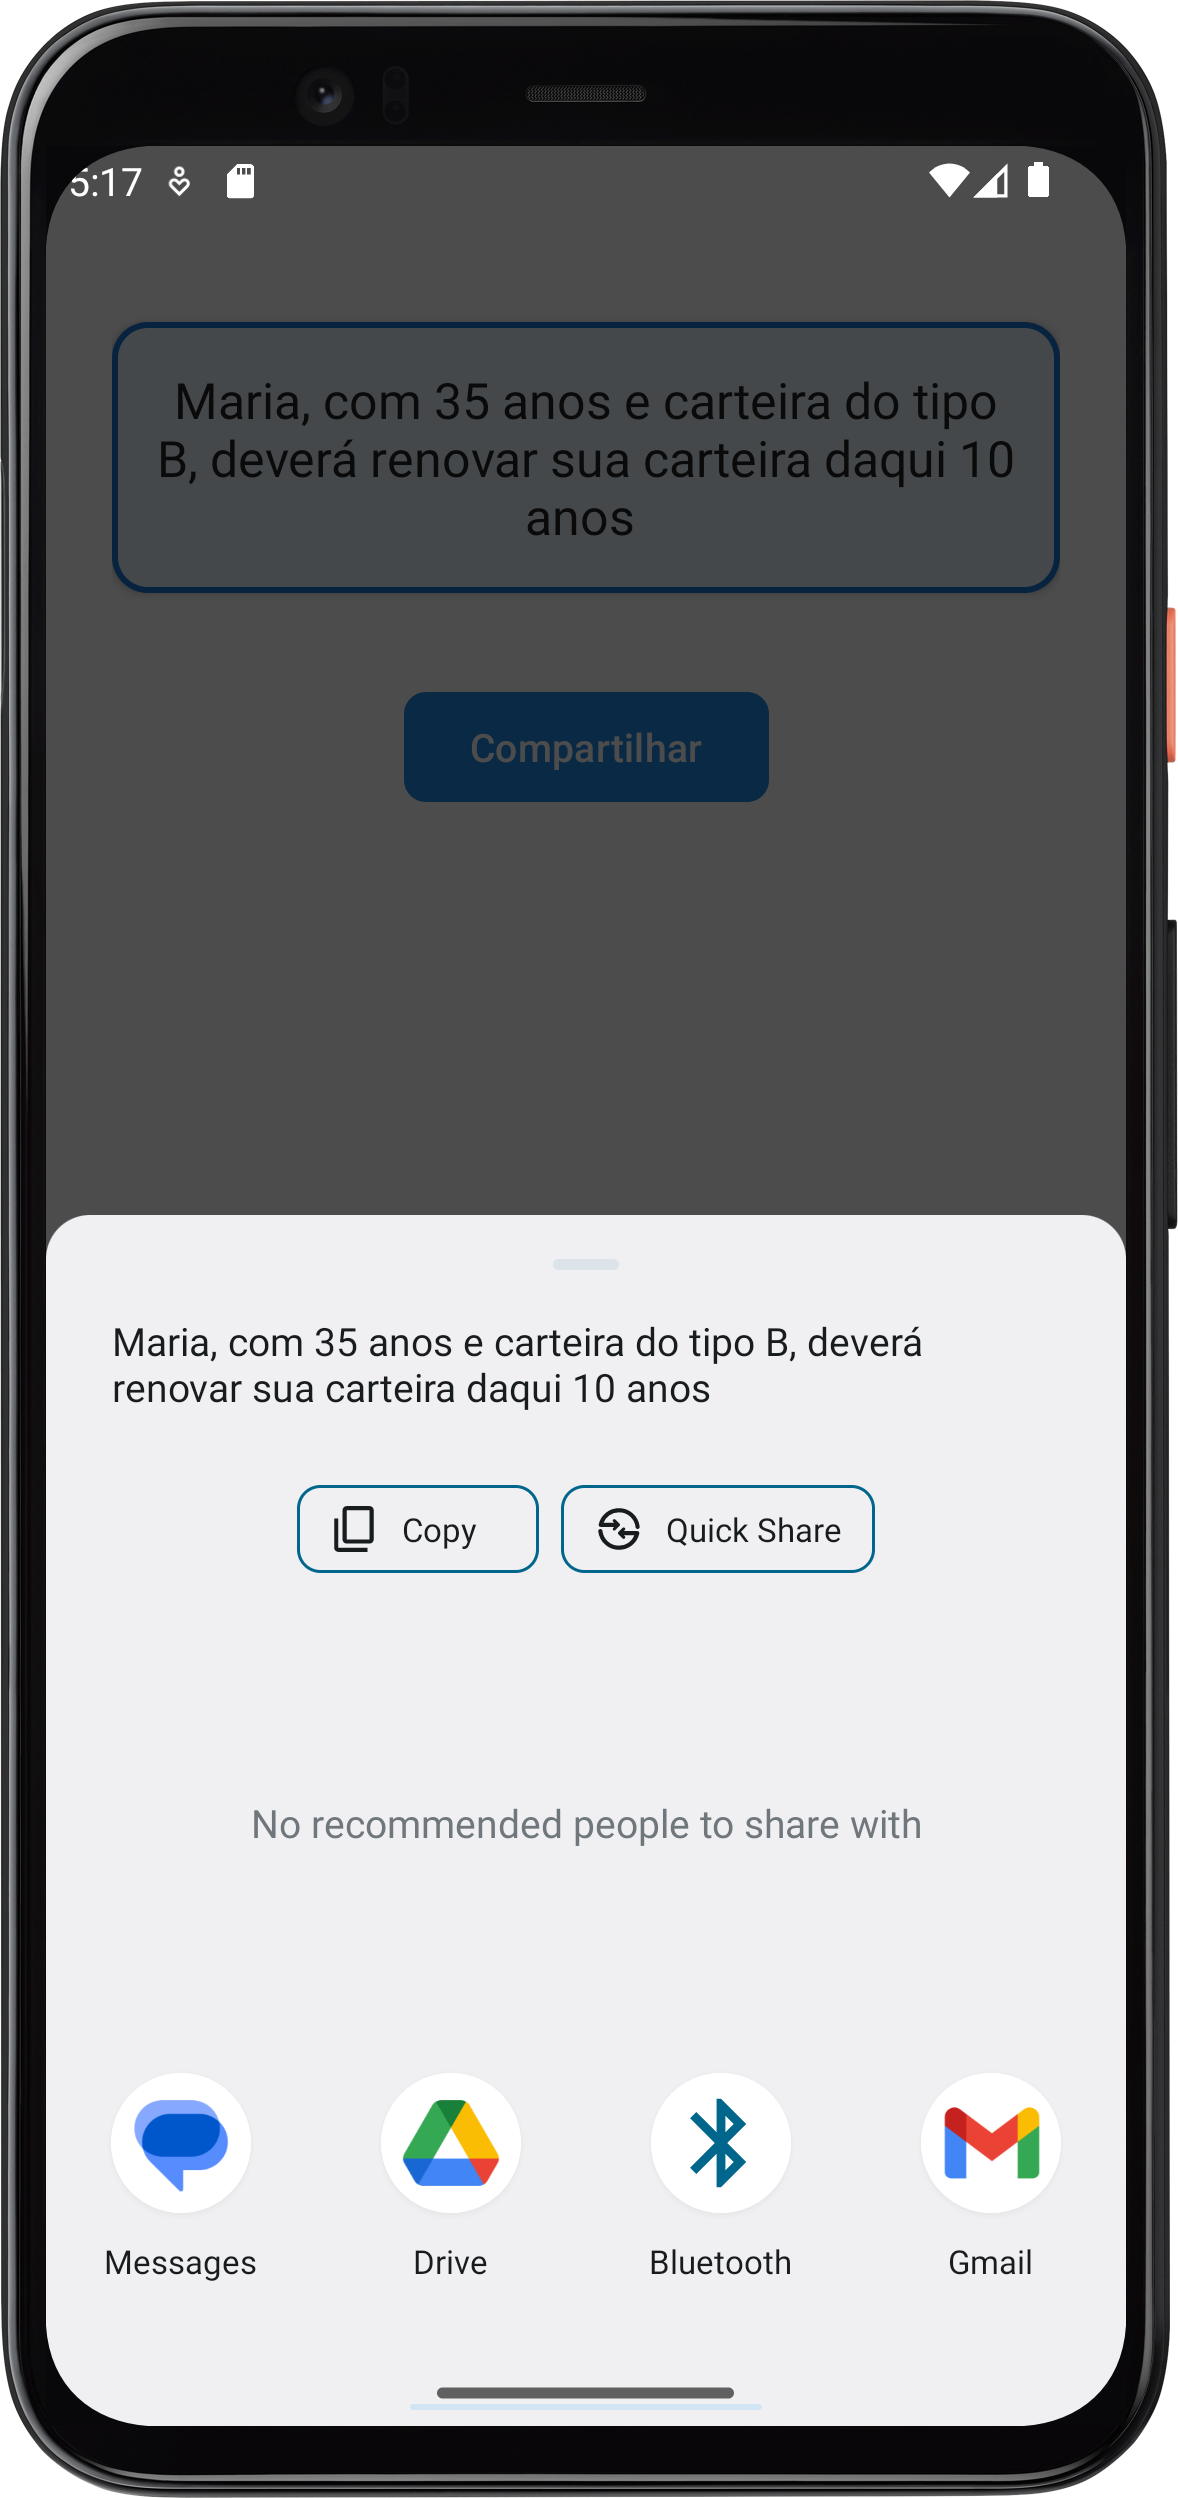 5:17
Maria, com 35 anos e carteira do tipo
B, deverá renovar sua carteira daqui 10
anos
Compartilhar
Maria, com 35 anos e carteira do tipo B, deverá
renovar sua carteira daqui 10 anos
Copy
Quick Share
No recommended people to share with
Messages
Drive
Bluetooth
Gmail